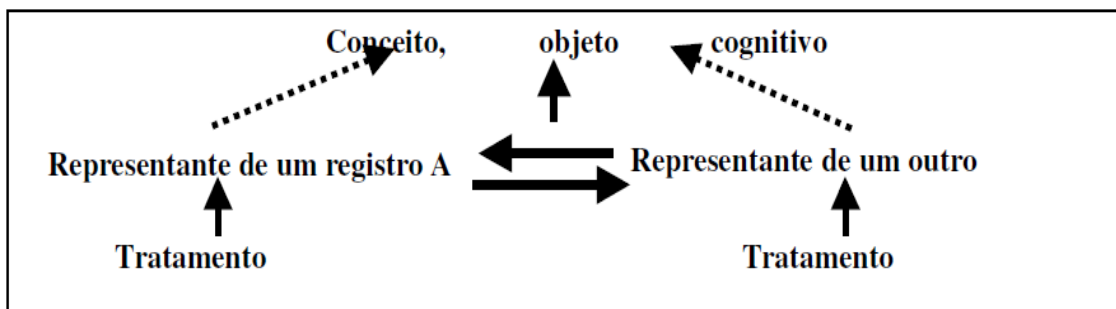 Conceito, objeto cognitivo
Representante de um registro A Representante de um outro
Tratamento Tratamento